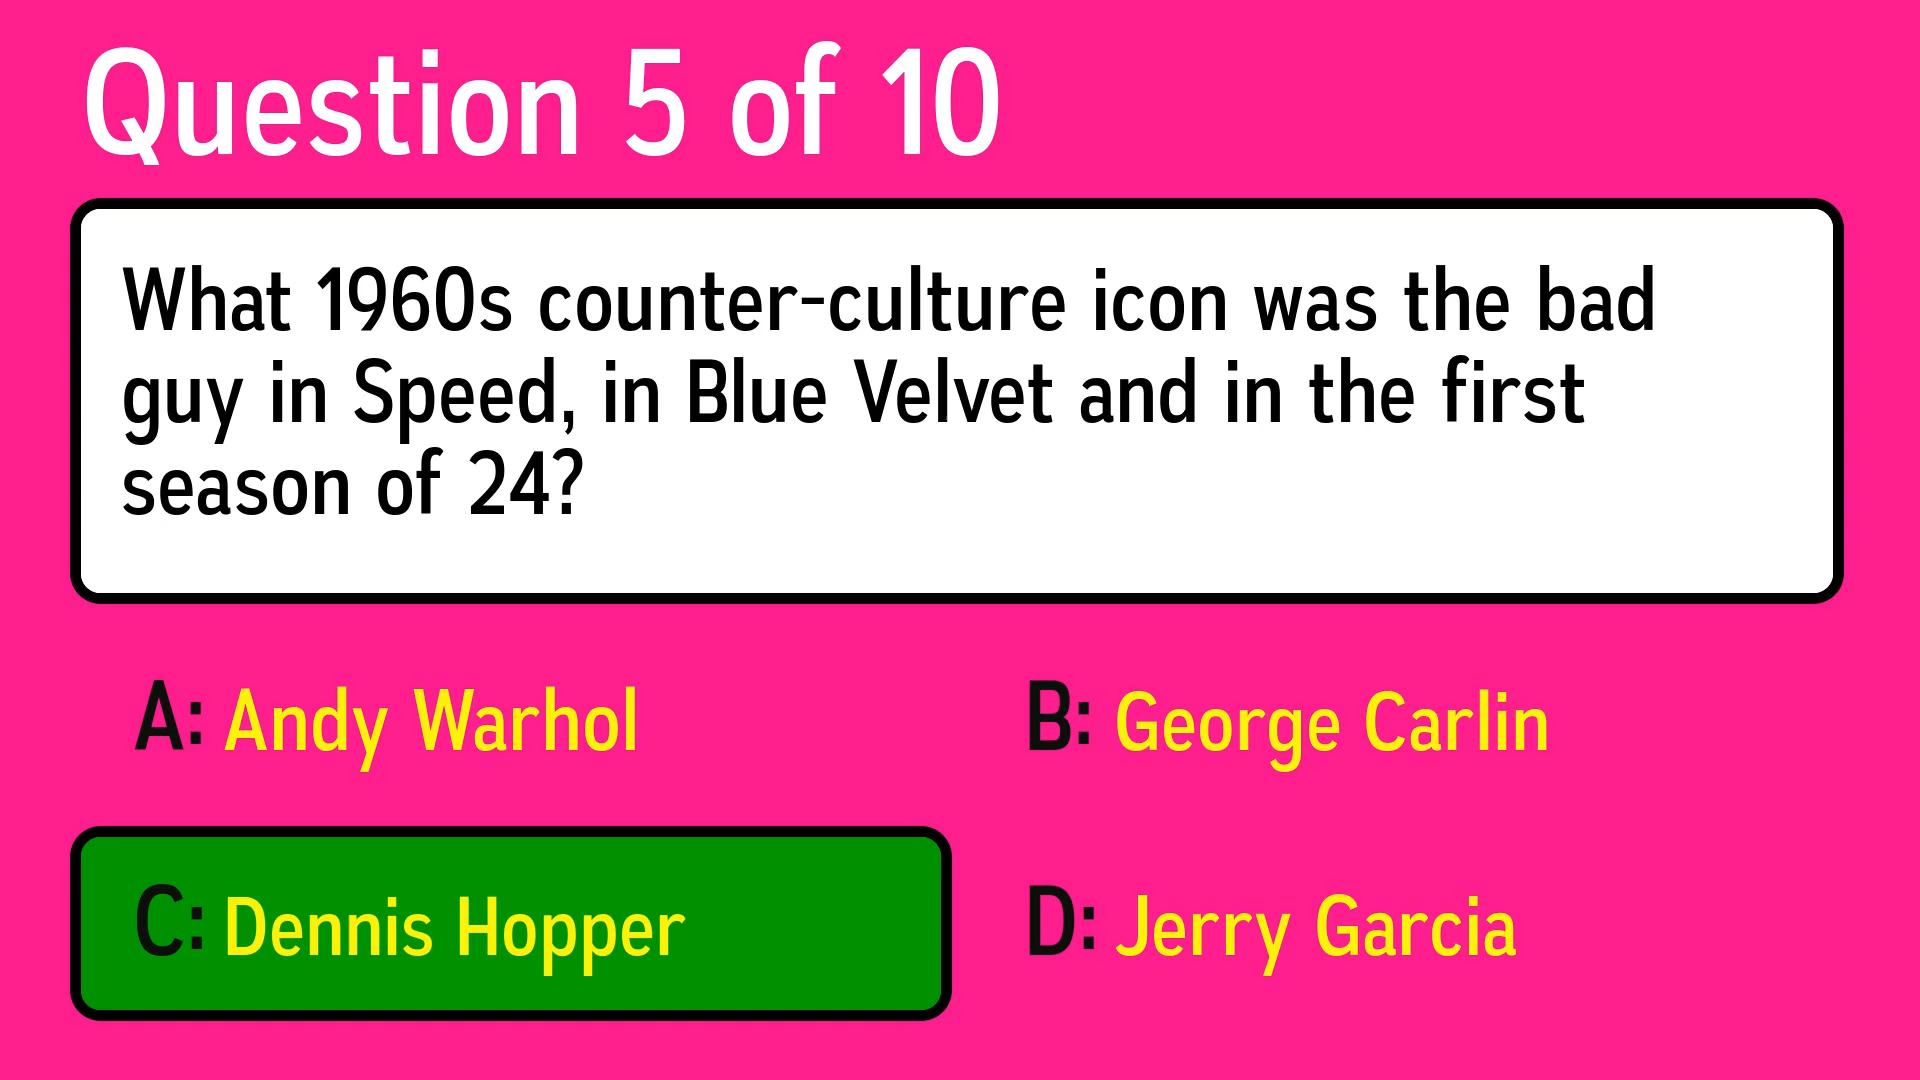 Question 5 of 10
What 1960s counter-culture icon was the bad
guy in Speed, in Blue Velvet and in the first
season of 24?
A: Andy Warhol
B: George Carlin
C: Dennis Hopper
D: Jerry Garcia